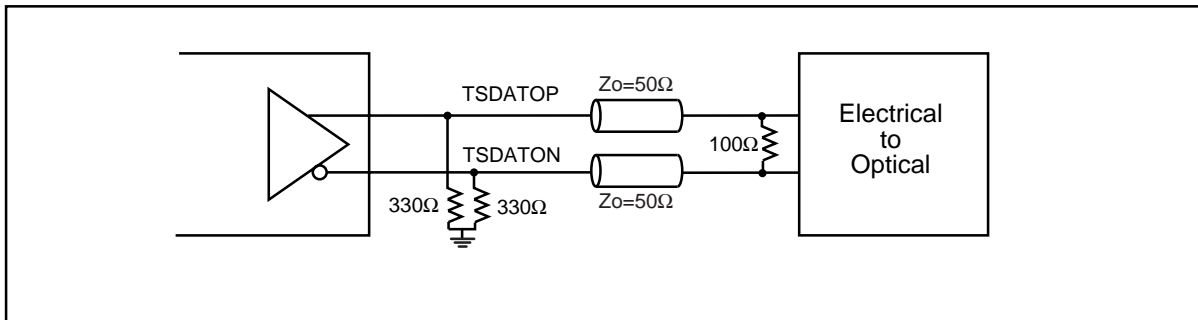 TSDATOP
Zo=50Ω
Electrical
to
Optical
100Ω
TSDATON
330Ω
330Ω
Zo=50Ω